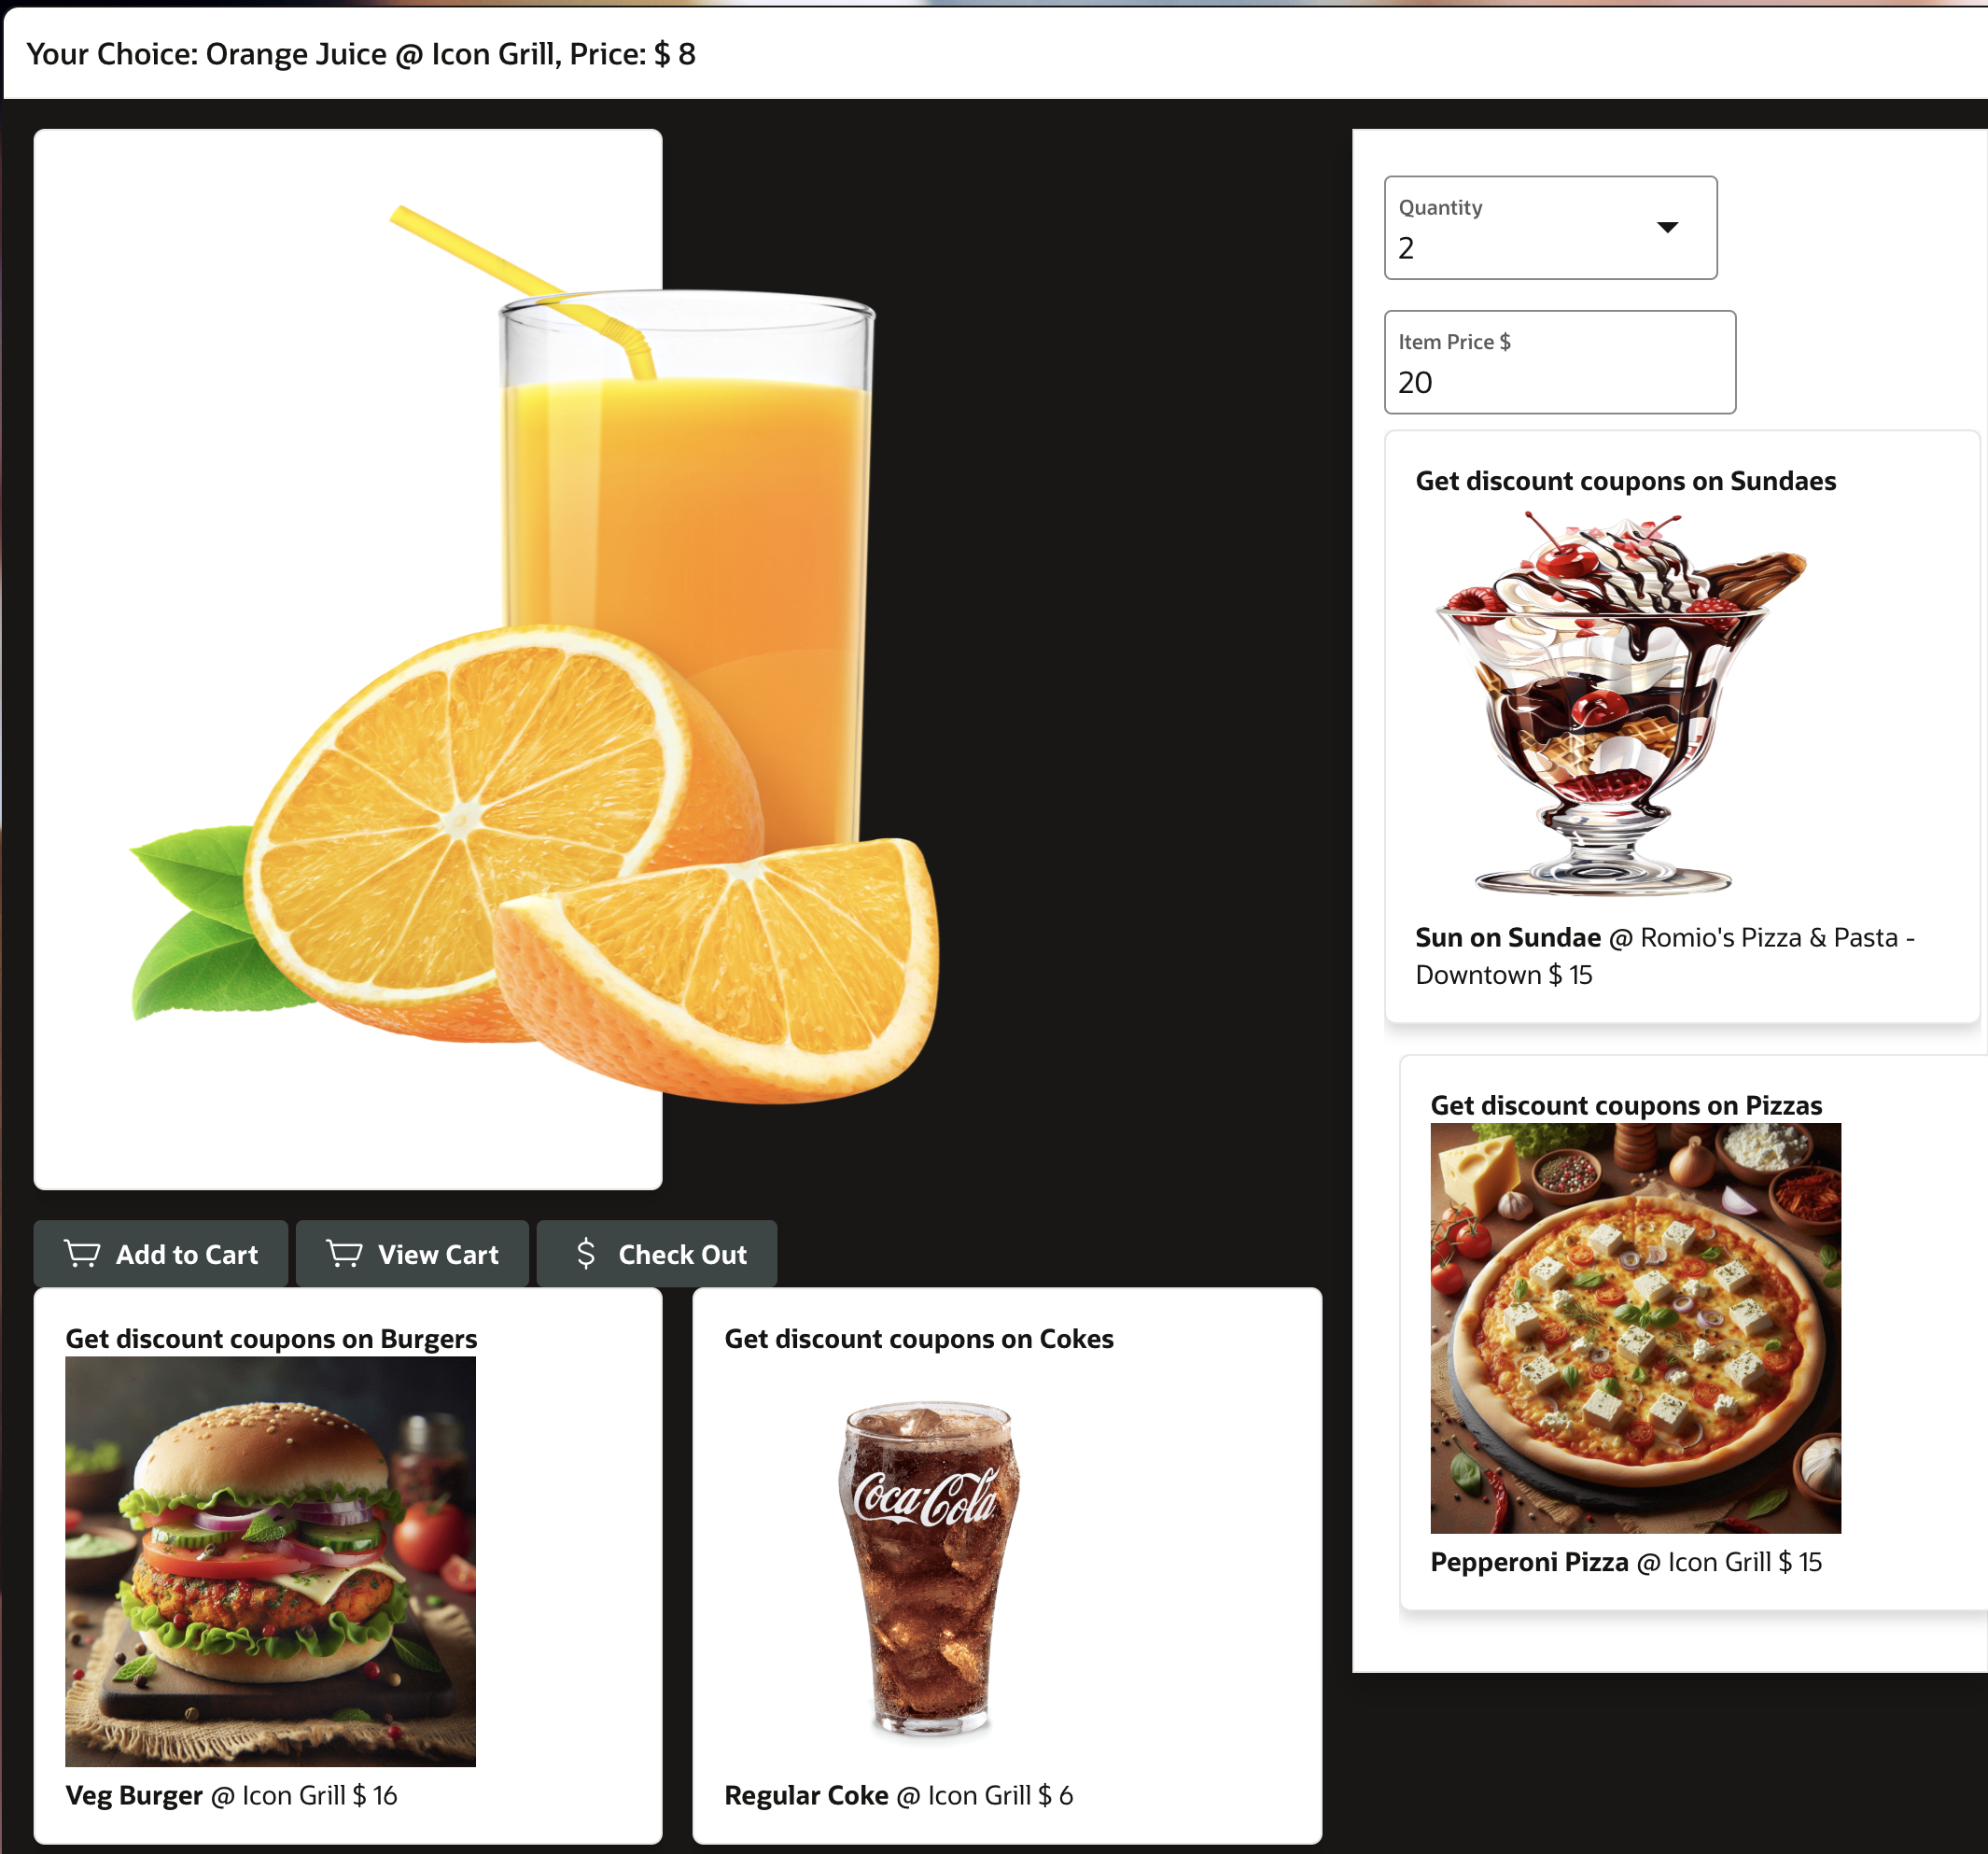 Your Choice: Orange Juice @ Icon Grill, Price: $ 8
Quantity
2
Item Price $
20
Get discount coupons on Sundaes
Sun on Sundae @ Romio's Pizza & Pasta -
Downtown $ 15
Get discount coupons on Pizzas
Pepperoni Pizza @ Icon Grill $ 15
Add to Cart
View Cart
$ Check Out
Get discount coupons on Burgers
Veg Burger @ Icon Grill $ 16
Get discount coupons on Cokes
Coca-Cola
Regular Coke @ Icon Grill $ 6